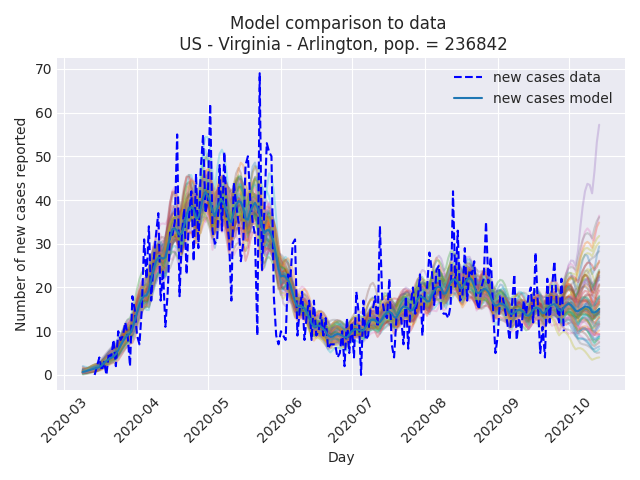 Model comparison to data
US - Virginia - Arlington, pop. = 236842
new cases data
new cases model
Number of new cases reported
70
60
50
40
30
20
10
0
2020-03
2020-04
2020-05
2020-06
2020-07
2020-08
2020-09
2020-10
Day